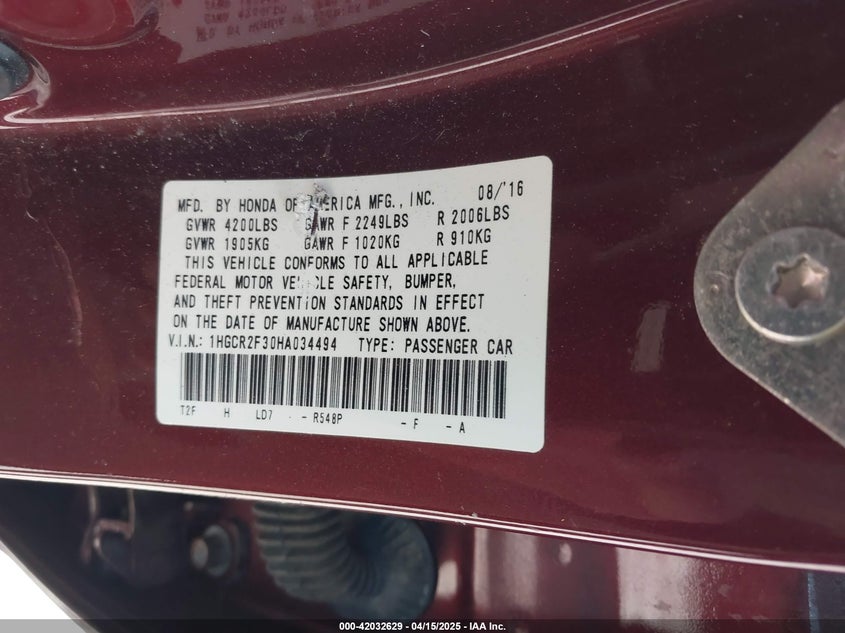 MFD. BY HONDA OF AMERICA MFG., INC. 08/'16
GVWR 4200LBS GAWR F 2249LBS R 2006LBS
GVWR 1905KG GAWR F 1020KG R 910KG
THIS VEHICLE CONFORMS TO ALL APPLICABLE
FEDERAL MOTOR VEHICLE SAFETY, BUMPER,
AND THEFT PREVENTION STANDARDS IN EFFECT
ON THE DATE OF MANUFACTURE SHOWN ABOVE.
V.I.N.: 1HGCR2F30HA034494 TYPE: PASSENGER CAR
T2F H LD7 - R548P - F - A
000-42032629 - 04/15/2025 - IAA Inc.